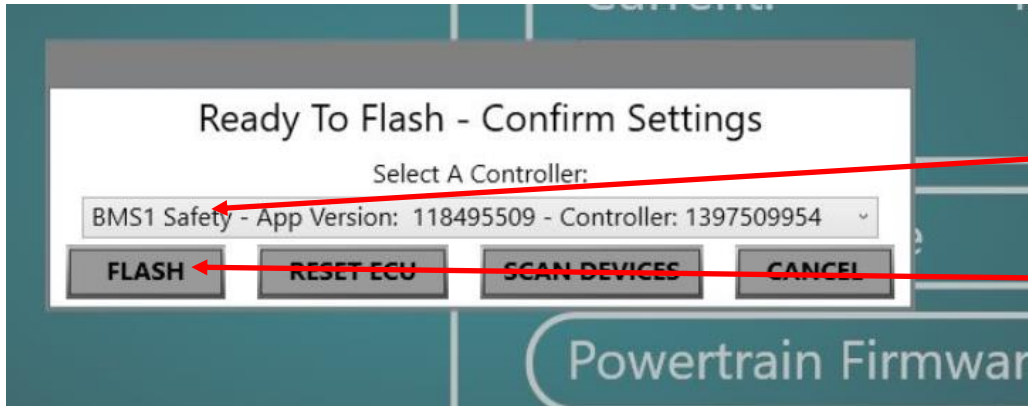 Current:
Ready To Flash - Confirm Settings
Select A Controller:
BMS1 Safety - App Version: 118495509 - Controller: 1397509954
FLASH RESET ECU SCAN DEVICES CANCEL
Powertrain